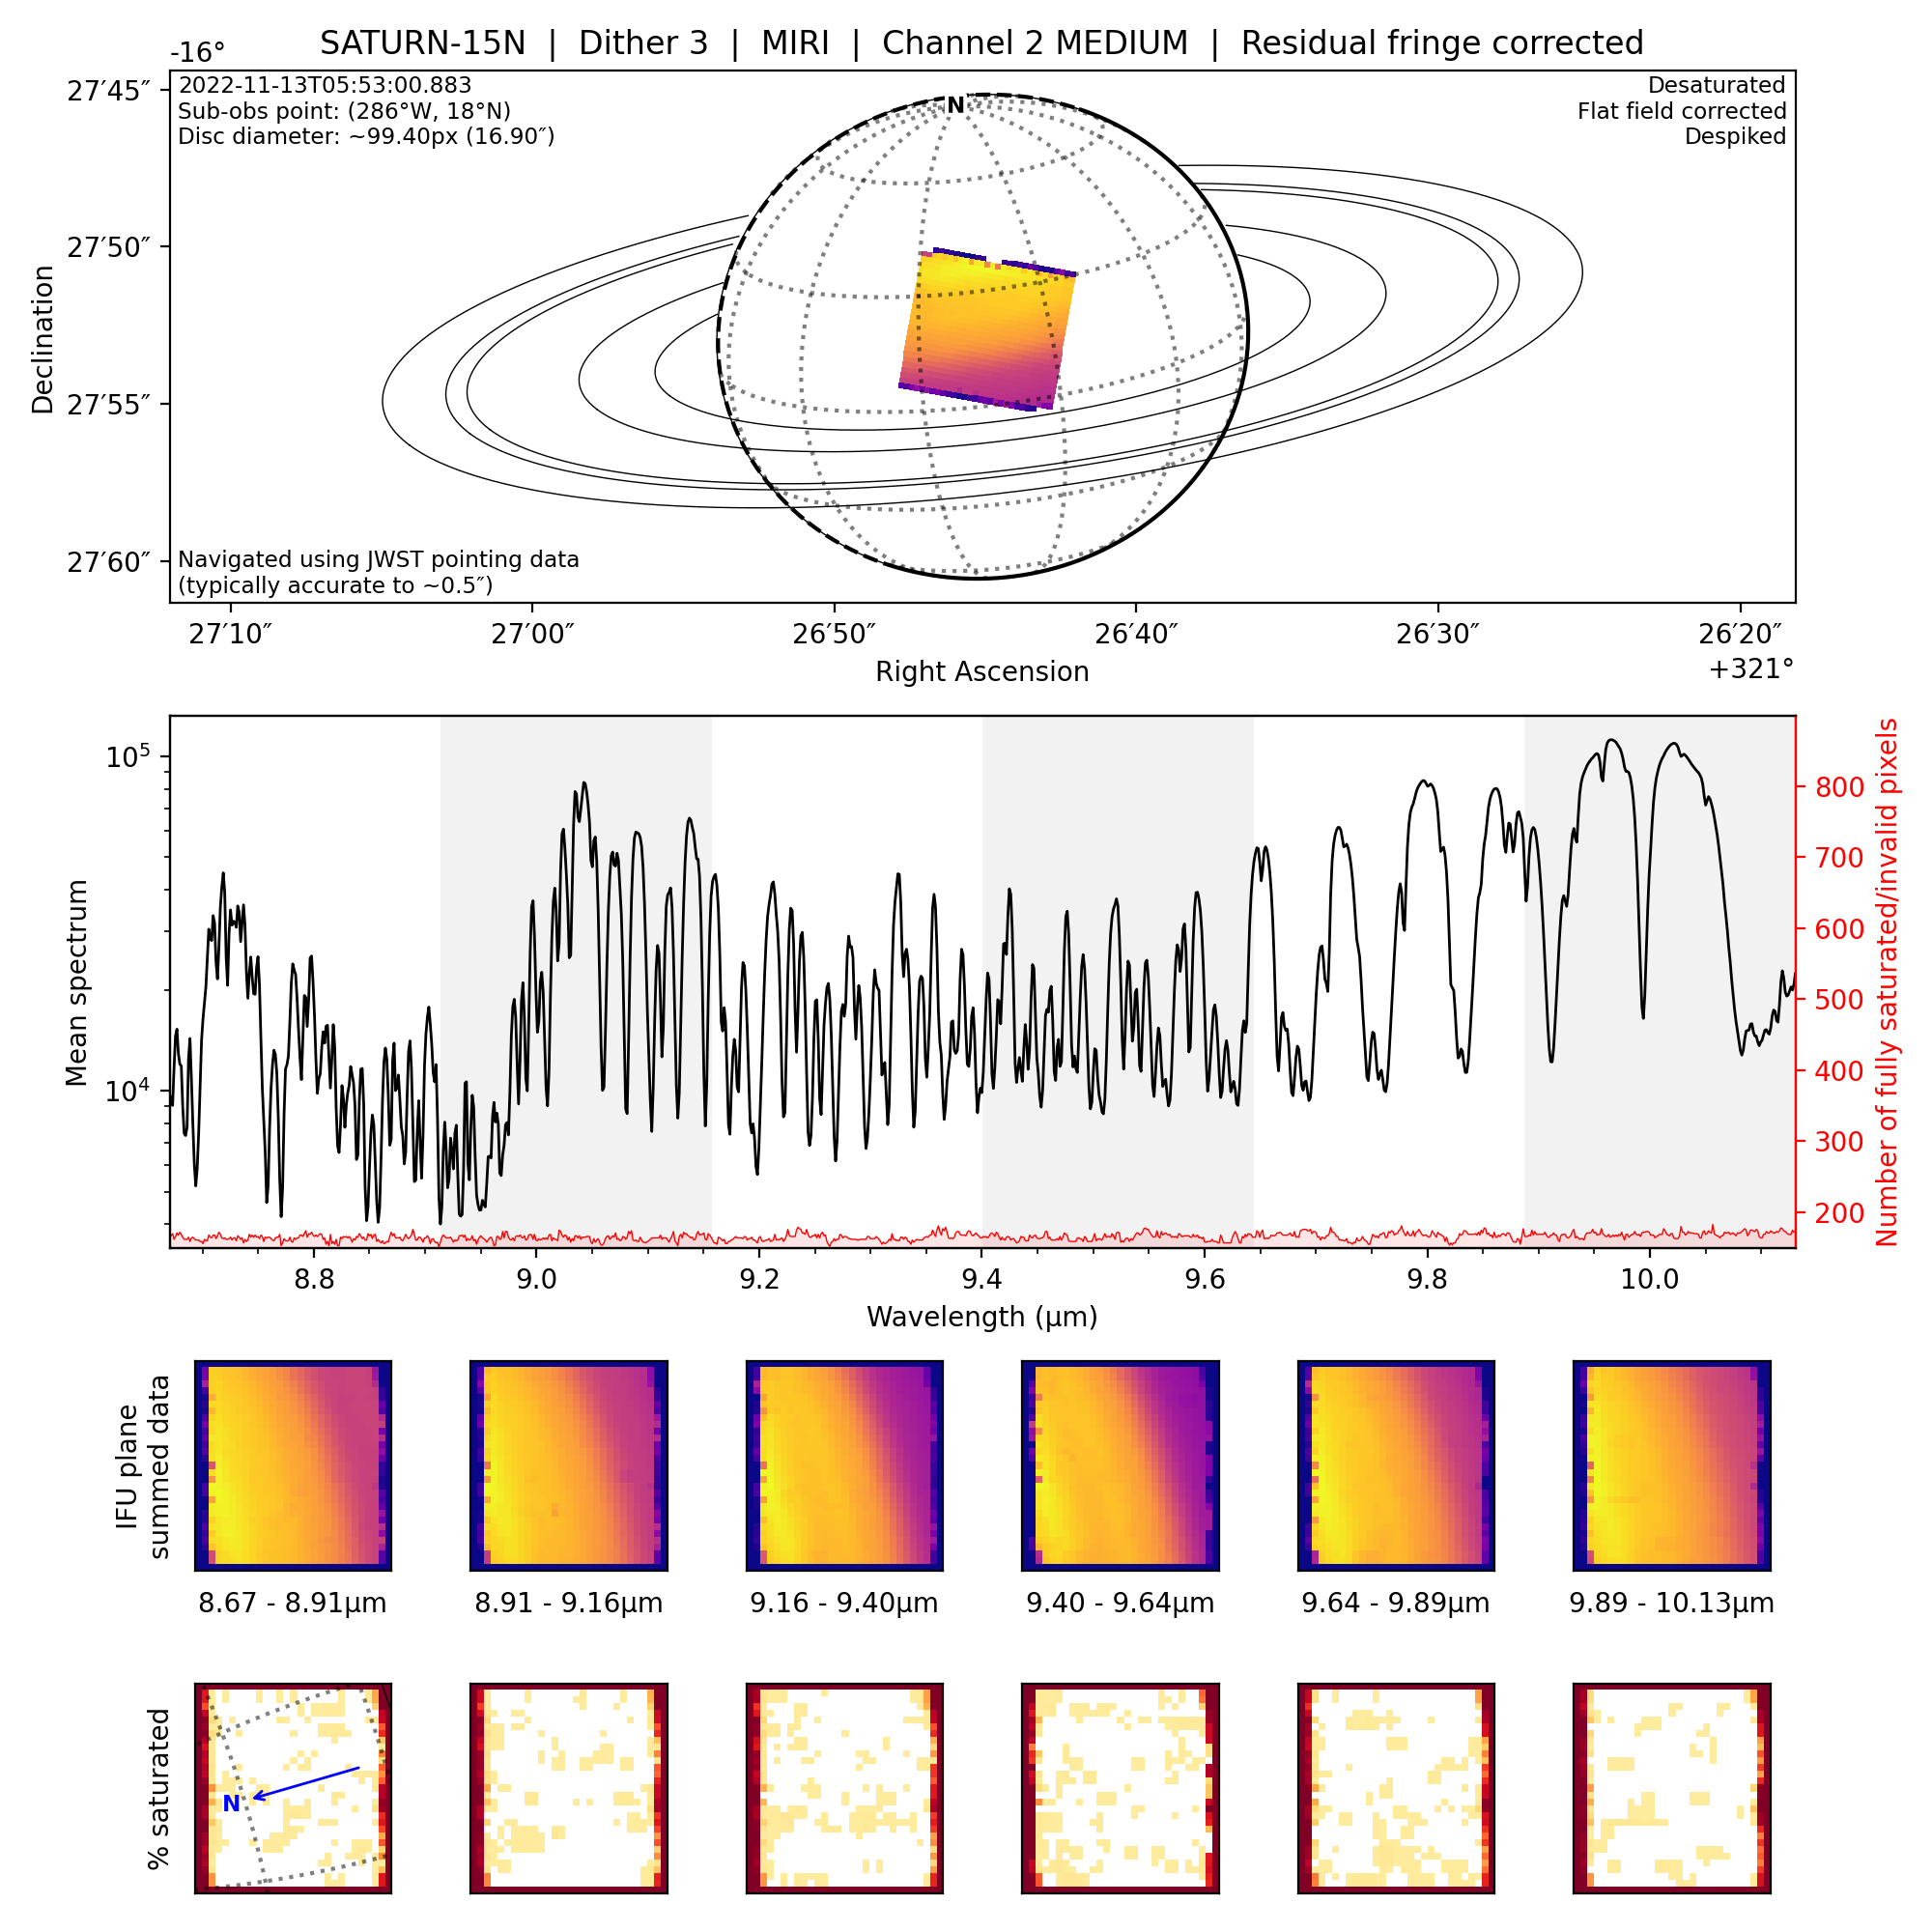 SATURN-15N | Dither 3 | MIRI | Channel 2 MEDIUM | Residual fringe corrected
-16°
2022-11-13T05:53:00.883
Sub-obs point: (286°W, 18°N)
Disc diameter: ~99.40px (16.90″)
Desaturated
Flat field corrected
Despiked
N
27′45″
27′50″
27′55″
27′60″
Declination
Navigated using JWST pointing data
(typically accurate to ~0.5″)
27′10″ 27′00″ 26′50″ 26′40″ 26′30″ 26′20″
Right Ascension
+321°
10⁵
10⁴
Mean spectrum
800
700
600
500
400
300
200
Number of fully saturated/invalid pixels
8.8 9.0 9.2 9.4 9.6 9.8 10.0
Wavelength (µm)
IFU plane
summed data
8.67 - 8.91µm 8.91 - 9.16µm 9.16 - 9.40µm 9.40 - 9.64µm 9.64 - 9.89µm 9.89 - 10.13µm
% saturated
N